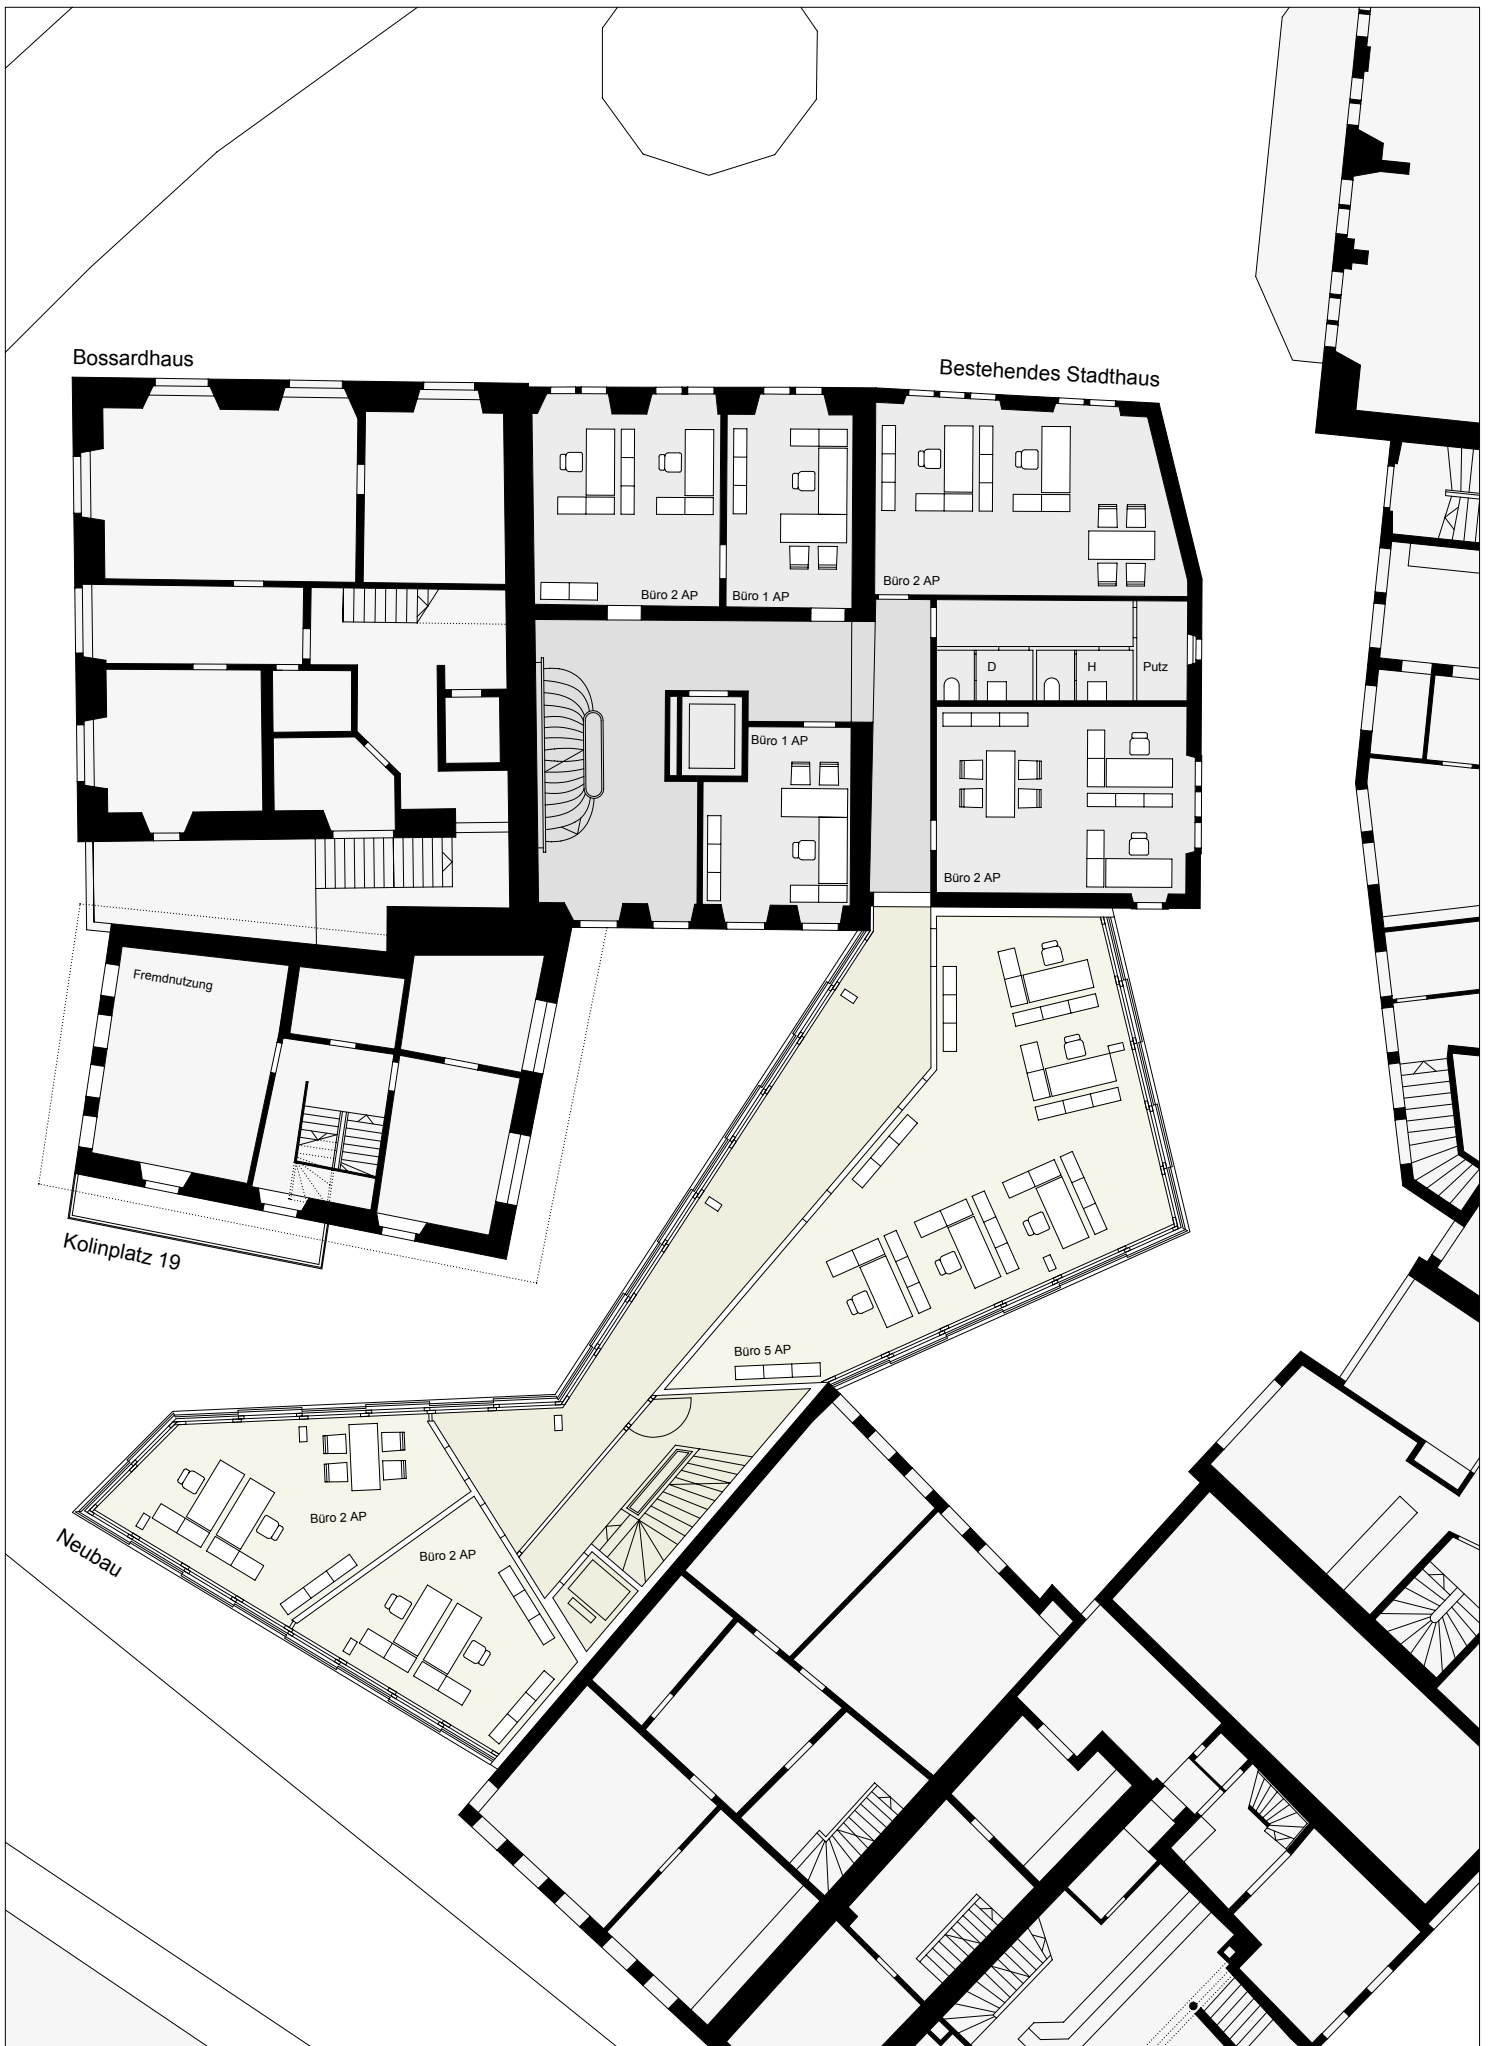 Bossardhaus
Bestehendes Stadthaus
Büro 2 AP
Büro 1 AP
Büro 2 AP
D
H
Putz
Büro 1 AP
Büro 2 AP
Fremdnutzung
Kolinplatz 19
Büro 5 AP
Büro 2 AP
Büro 2 AP
Neubau